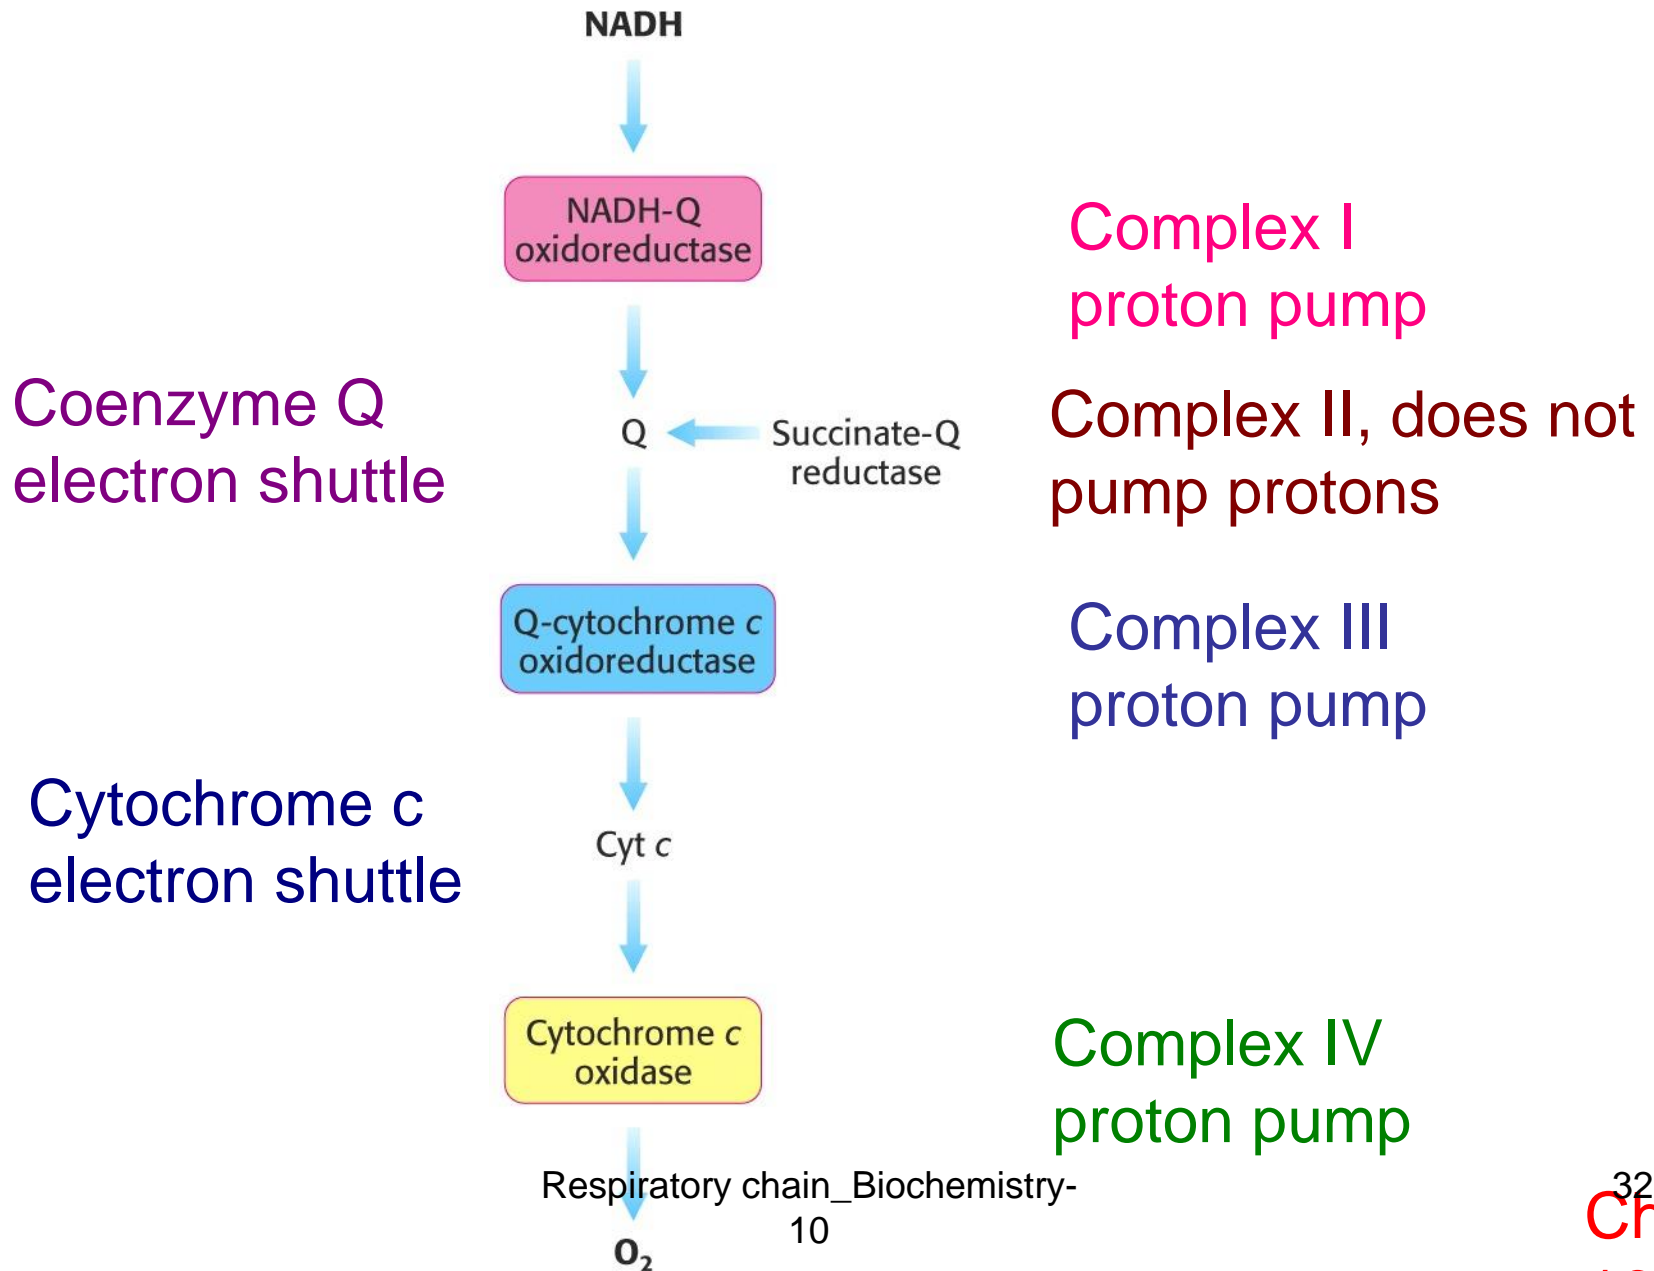 NADH
NADH-Q
oxidoreductase
Complex I
proton pump
Coenzyme Q
electron shuttle
Q
Succinate-Q
reductase
Complex II, does not
pump protons
Q-cytochrome c
oxidoreductase
Complex III
proton pump
Cytochrome c
electron shuttle
Cyt c
Cytochrome c
oxidase
Complex IV
proton pump
Respiratory chain_Biochemistry-
10
32
O₂